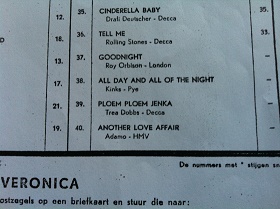 12. 35. CINDERELLA BABY 33.
Drafi Deutscher - Decca
18. 36. TELL ME 35.
Rolling Stones - Decca
13. 37. GOODNIGHT –
Roy Orbison - London
17. 38. ALL DAY AND ALL OF THE NIGHT –
Kinks - Pye
21. 39. PLOEM PLOEM JENKA –
Trea Dobbs - Decca
19. 40. ANOTHER LOVE AFFAIR –
Adamo - HMV
De nummers met * stijgen sn
VERONICA
ostzegels op een briefkaart en stuur die naar: